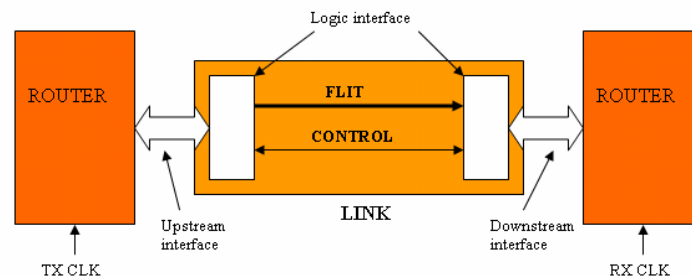 Logic interface
ROUTER
FLIT
ROUTER
CONTROL
LINK
Upstream
interface
Downstream
interface
TX CLK
RX CLK